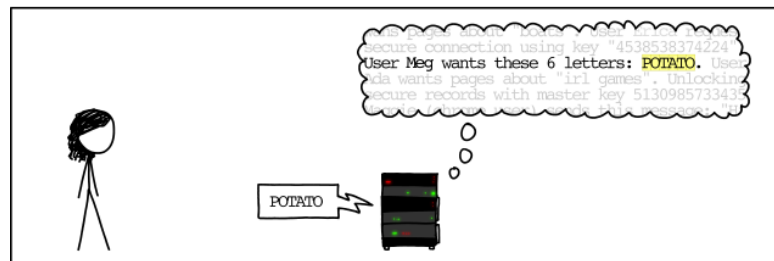 pages about "boats". User Erica reque
secure connection using key "4538538374224"
User Meg wants these 6 letters: POTATO. User
Ada wants pages about "irl games". Unlocking
secure records with master key 5130985733435
(chrome user) sends this message: "H
POTATO